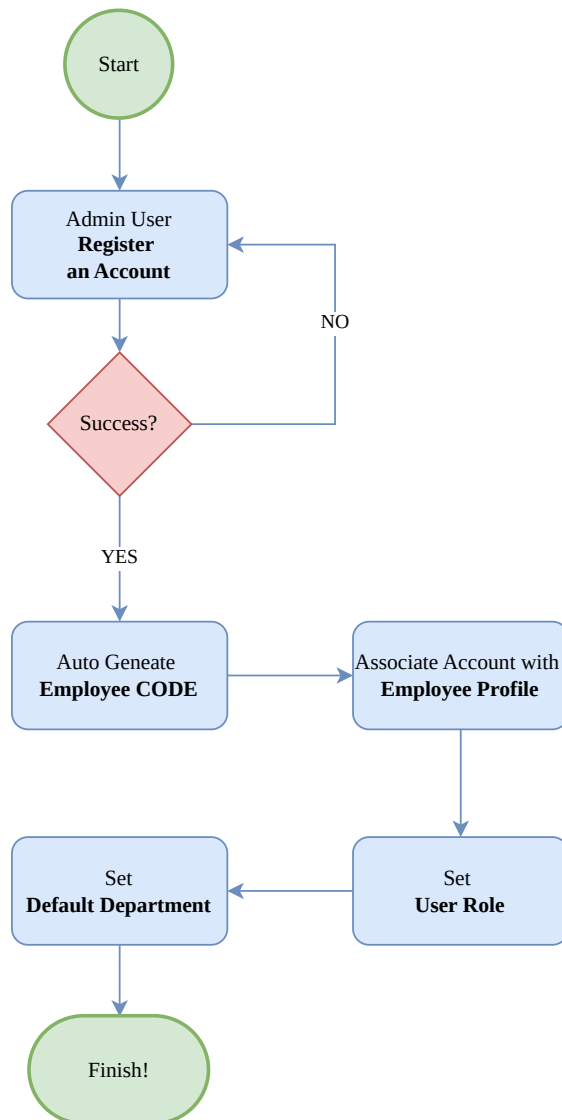 Start
Admin User
Register
an Account
NO
Success?
YES
Auto Geneate
Employee CODE
Associate Account with
Employee Profile
Set
User Role
Set
Default Department
Finish!